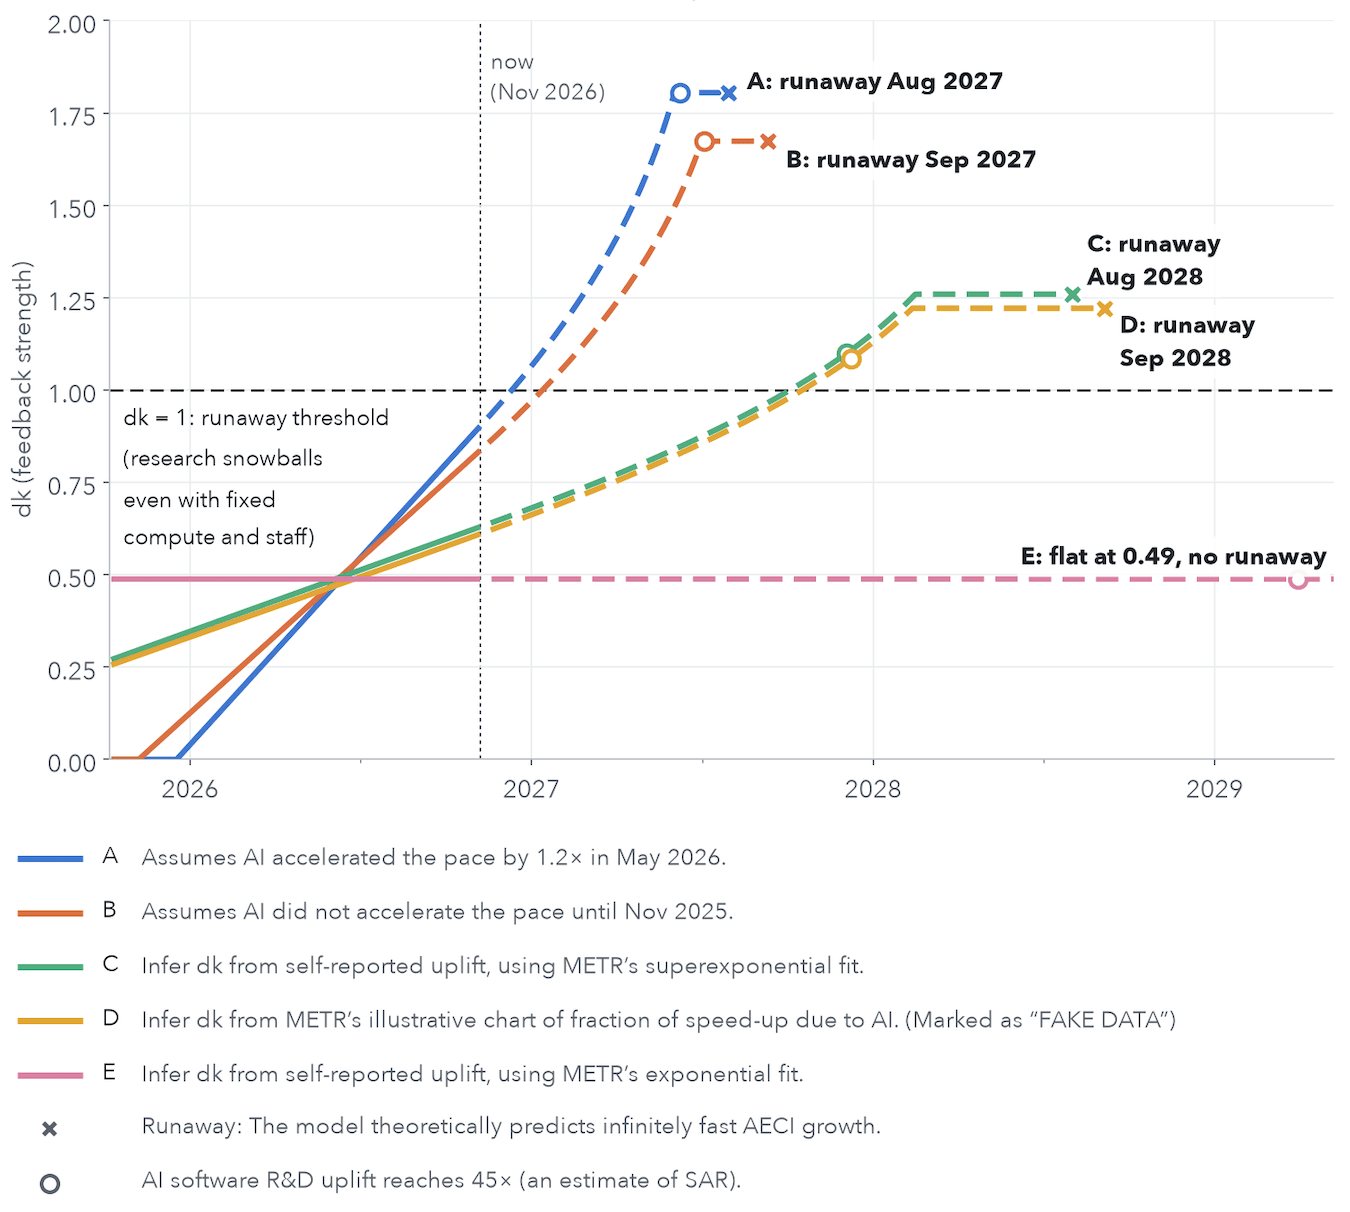 2.00
now
(Nov 2026)
A: runaway Aug 2027
1.75
B: runaway Sep 2027
1.50
C: runaway
Aug 2028
1.25
D: runaway
Sep 2028
1.00
dk = 1: runaway threshold
(research snowballs
even with fixed
compute and staff)
0.75
E: flat at 0.49, no runaway
0.50
0.25
0.00
dk (feedback strength)
2026 2027 2028 2029
A Assumes AI accelerated the pace by 1.2× in May 2026.
B Assumes AI did not accelerate the pace until Nov 2025.
C Infer dk from self-reported uplift, using METR’s superexponential fit.
D Infer dk from METR’s illustrative chart of fraction of speed-up due to AI. (Marked as “FAKE DATA”)
E Infer dk from self-reported uplift, using METR’s exponential fit.
Runaway: The model theoretically predicts infinitely fast AECI growth.
AI software R&D uplift reaches 45× (an estimate of SAR).